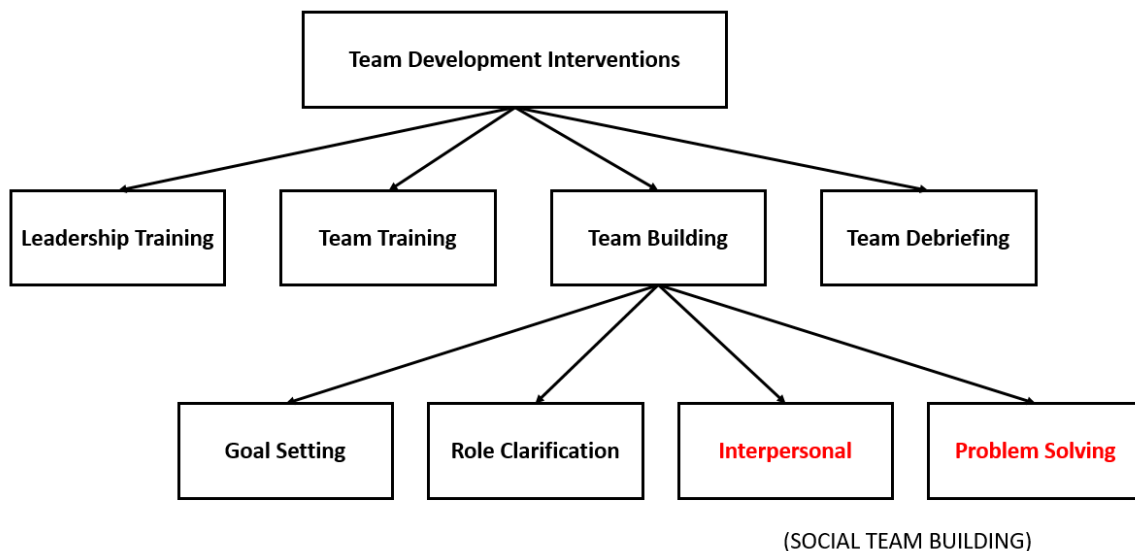 Team Development Interventions
Leadership Training
Team Training
Team Building
Team Debriefing
Goal Setting
Role Clarification
Interpersonal
Problem Solving
(SOCIAL TEAM BUILDING)